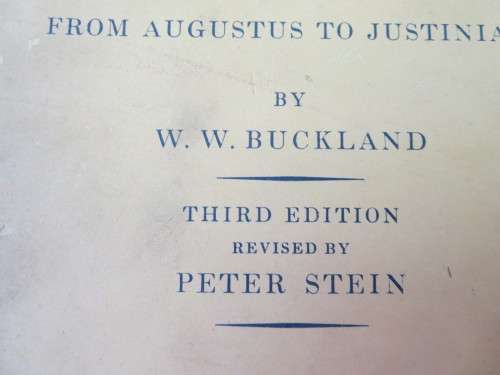 FROM AUGUSTUS TO JUSTINIA
BY
W. W. BUCKLAND
THIRD EDITION
REVISED BY
PETER STEIN